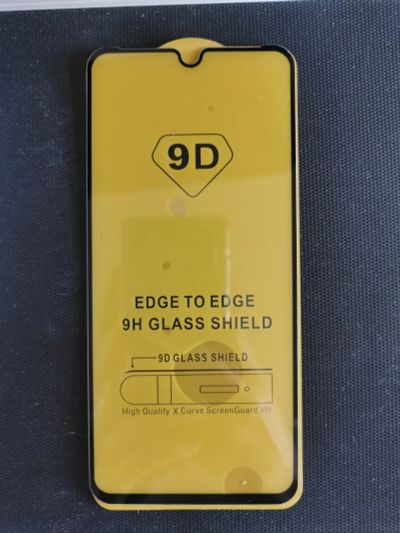 9D
EDGE TO EDGE
9H GLASS SHIELD
9D GLASS SHIELD
High Quality X Curve ScreenGuard